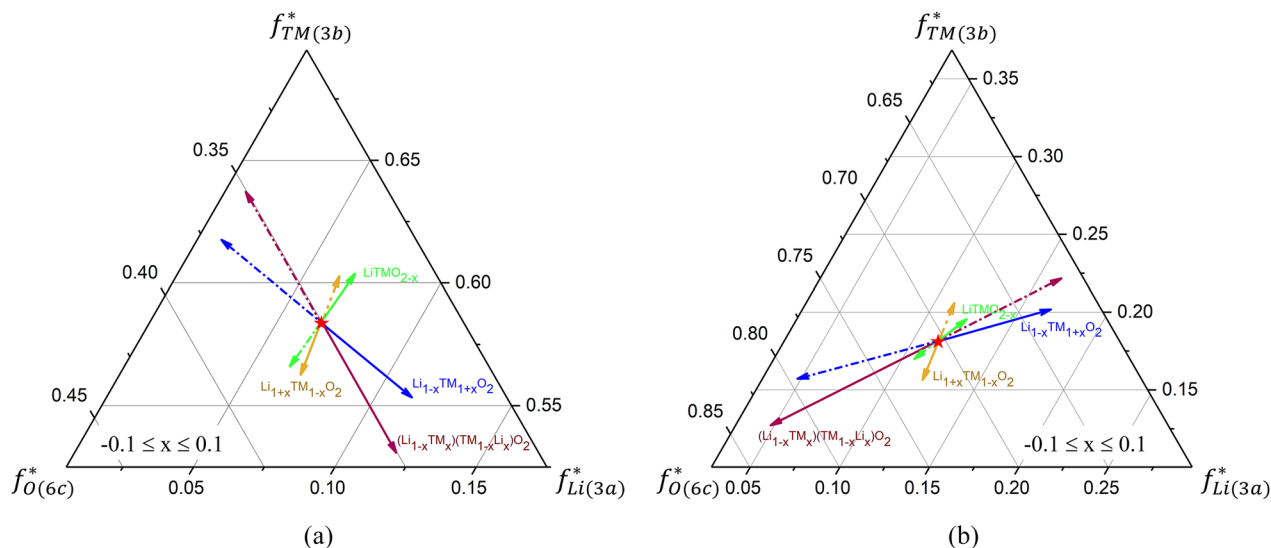 f*TM(3b)
0.35
0.65
0.40
0.60
LiTMO2-x
Li1+xTM1-xO2
Li1-xTM1+xO2
0.45
0.55
-0.1 ≤ x ≤ 0.1
(Li1-xTMx)(TM1-xLix)O2
f*O(6c)
0.05
0.10
0.15
f*Li(3a)
(a)
f*TM(3b)
0.35
0.65
0.30
0.70
0.25
0.75
0.20
LiTMO2-x
Li1-xTM1+xO2
0.80
Li1+xTM1-xO2
0.15
0.85
(Li1-xTMx)(TM1-xLix)O2
-0.1 ≤ x ≤ 0.1
f*O(6c)
0.05
0.10
0.15
0.20
0.25
f*Li(3a)
(b)